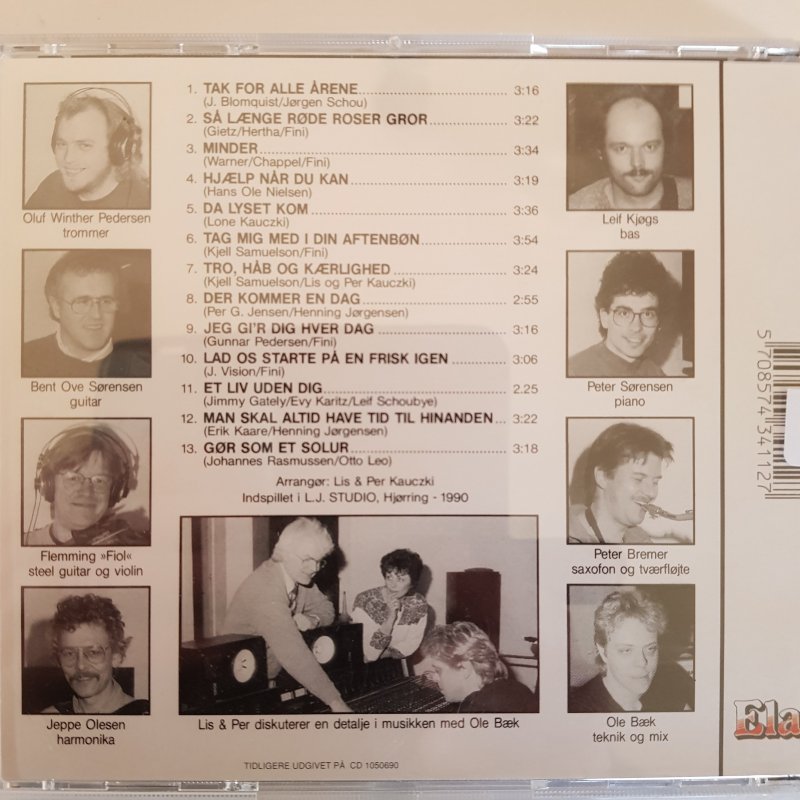 1. TAK FOR ALLE ÅRENE 3:16
(J. Blomquist/Jørgen Schou)
2. SÅ LÆNGE RØDE ROSER GROR 3:22
(Gietz/Hertha/Fini)
3. MINDER 3:34
(Warner/Chappel/Fini)
4. HJÆLP NÅR DU KAN 3:19
(Hans Ole Nielsen)
5. DA LYSET KOM 3:36
(Lone Kauczki)
6. TAG MIG MED I DIN AFTENBØN 3:54
(Kjell Samuelson/Fini)
7. TRO, HÅB OG KÆRLIGHED 3:24
(Kjell Samuelson/Lis og Per Kauczki)
8. DER KOMMER EN DAG 2:55
(Per G. Jensen/Henning Jørgensen)
9. JEG GI'R DIG HVER DAG 3:16
(Gunnar Pedersen/Fini)
10. LAD OS STARTE PÅ EN FRISK IGEN 3:06
(J. Vision/Fini)
11. ET LIV UDEN DIG 2.25
(Jimmy Gately/Evy Karitz/Leif Schoubye)
12. MAN SKAL ALTID HAVE TID TIL HINANDEN 3:22
(Erik Kaare/Henning Jørgensen)
13. GØR SOM ET SOLUR 3:18
(Johannes Rasmussen/Otto Leo)
Arrangør: Lis & Per Kauczki
Indspillet i L.J. STUDIO, Hjørring - 1990
Oluf Winther Pedersen
trommer
Bent Ove Sørensen
guitar
Flemming »Fiol«
steel guitar og violin
Jeppe Olesen
harmonika
Leif Kjøgs
bas
Peter Sørensen
piano
Peter Bremer
saxofon og tværfløjte
Ole Bæk
teknik og mix
Lis & Per diskuterer en detalje i musikken med Ole Bæk
TIDLIGERE UDGIVET PÅ CD 1050690
5 708574 341127
Ela